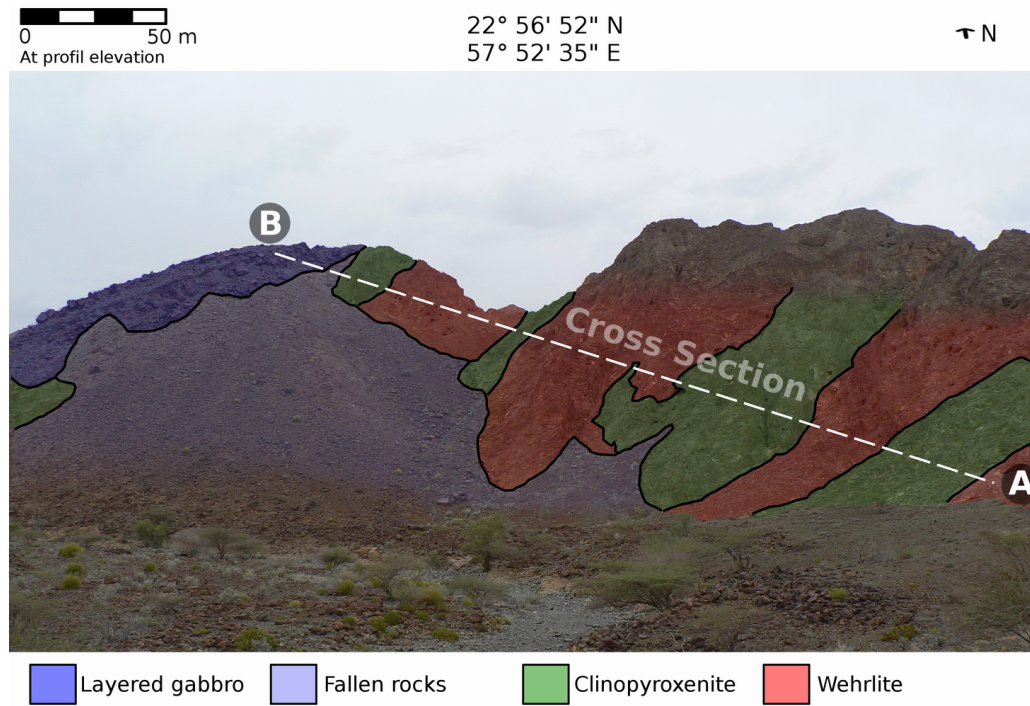 0 50 m
At profil elevation
22° 56' 52" N
57° 52' 35" E
N
B
Cross Section
A
Layered gabbro
Fallen rocks
Clinopyroxenite
Wehrlite